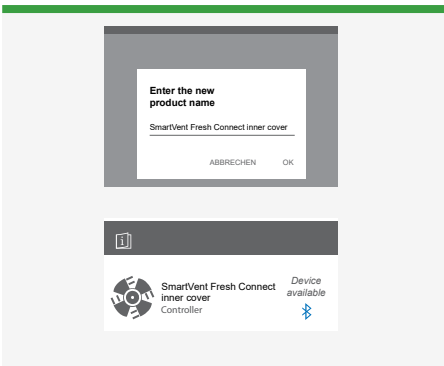 Enter the new
product name
SmartVent Fresh Connect inner cover
ABBRECHEN OK
i
SmartVent Fresh Connect
inner cover
Controller
Device
available